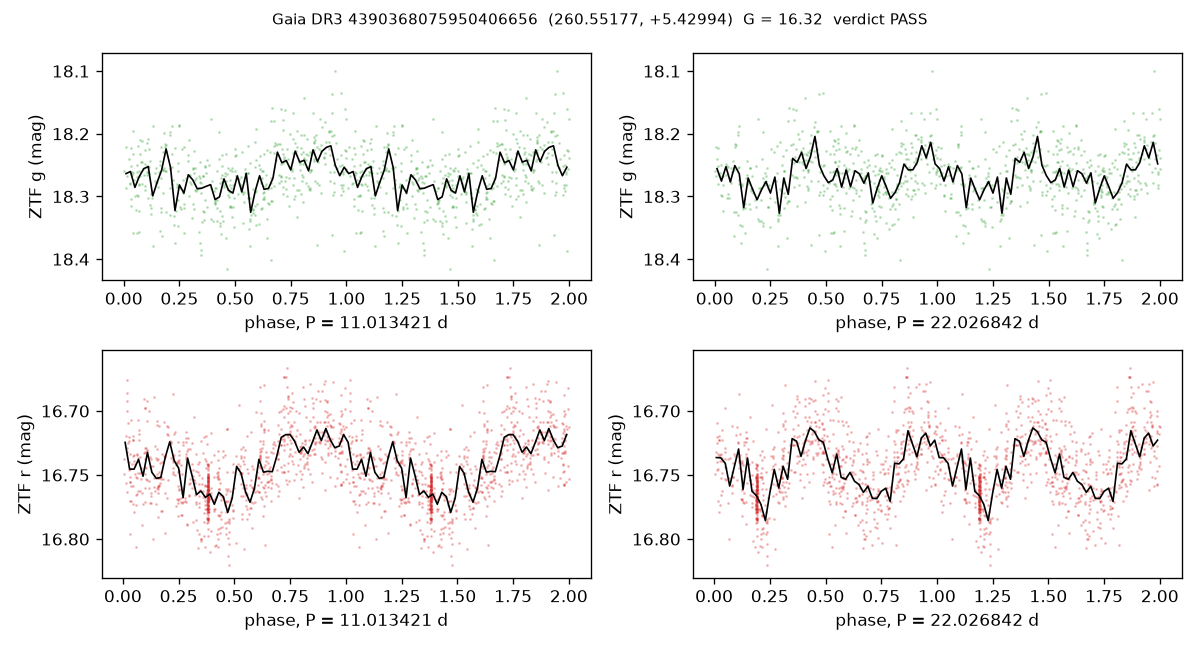 Gaia DR3 4390368075950406656  (260.55177, +5.42994)  G = 16.32  verdict PASS
ZTF g (mag)
18.1
18.2
18.3
18.4
0.00 0.25 0.50 0.75 1.00 1.25 1.50 1.75 2.00
phase, P = 11.013421 d
ZTF g (mag)
18.1
18.2
18.3
18.4
0.00 0.25 0.50 0.75 1.00 1.25 1.50 1.75 2.00
phase, P = 22.026842 d
ZTF r (mag)
16.70
16.75
16.80
0.00 0.25 0.50 0.75 1.00 1.25 1.50 1.75 2.00
phase, P = 11.013421 d
ZTF r (mag)
16.70
16.75
16.80
0.00 0.25 0.50 0.75 1.00 1.25 1.50 1.75 2.00
phase, P = 22.026842 d